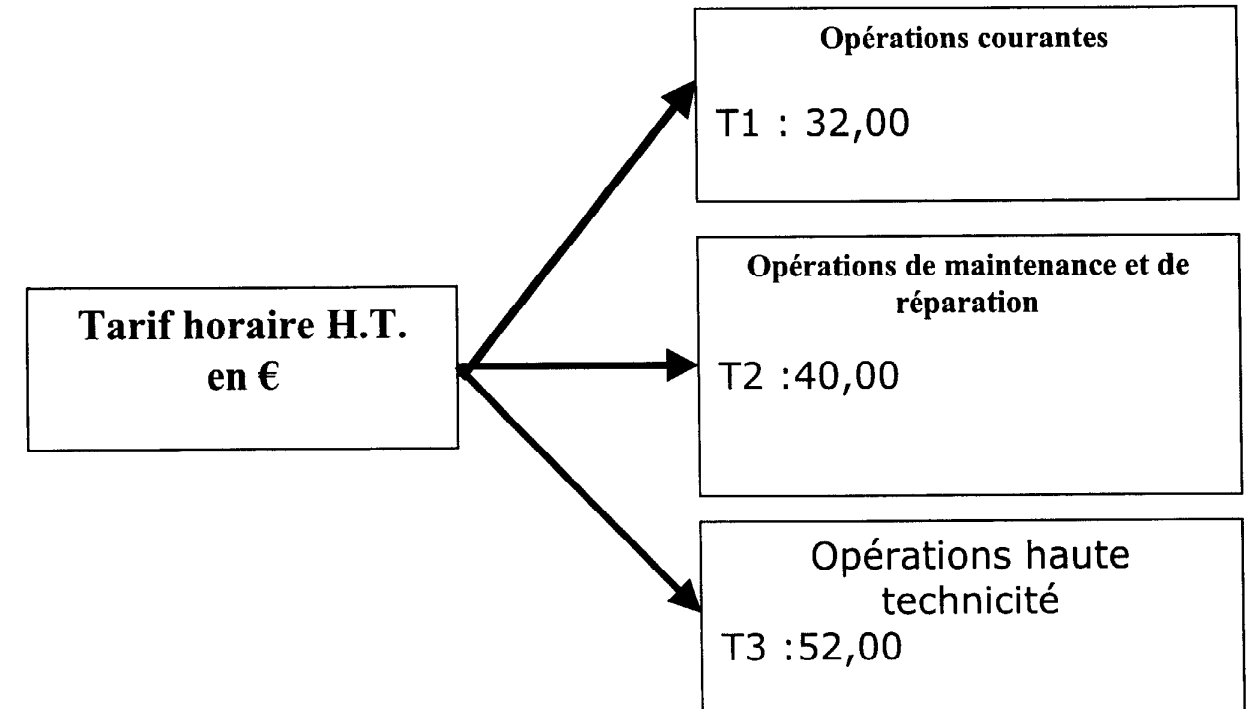 Tarif horaire H.T.
en €
Opérations courantes
T1 : 32,00
Opérations de maintenance et de
réparation
T2 :40,00
Opérations haute
technicité
T3 :52,00